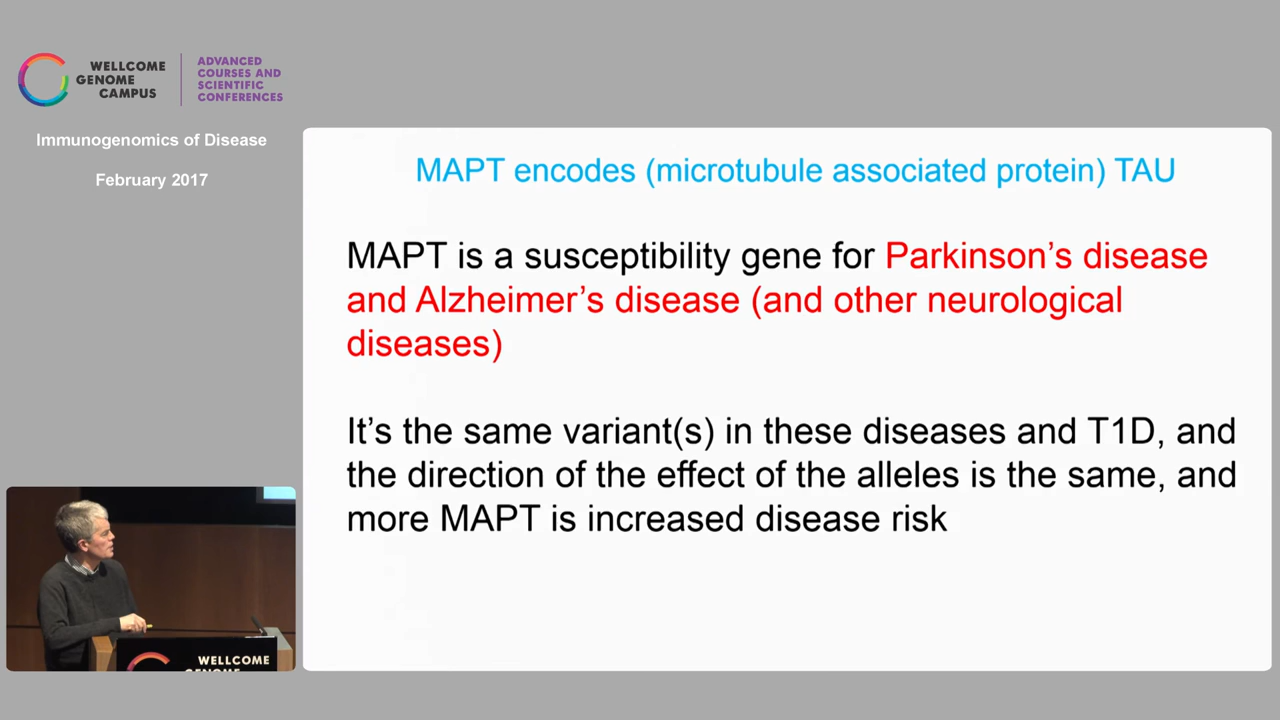 WELLCOME
GENOME
CAMPUS
ADVANCED
COURSES AND
SCIENTIFIC
CONFERENCES
Immunogenomics of Disease
February 2017
MAPT encodes (microtubule associated protein) TAU
MAPT is a susceptibility gene for Parkinson’s disease
and Alzheimer’s disease (and other neurological
diseases)
It’s the same variant(s) in these diseases and T1D, and
the direction of the effect of the alleles is the same, and
more MAPT is increased disease risk
WELLCOME